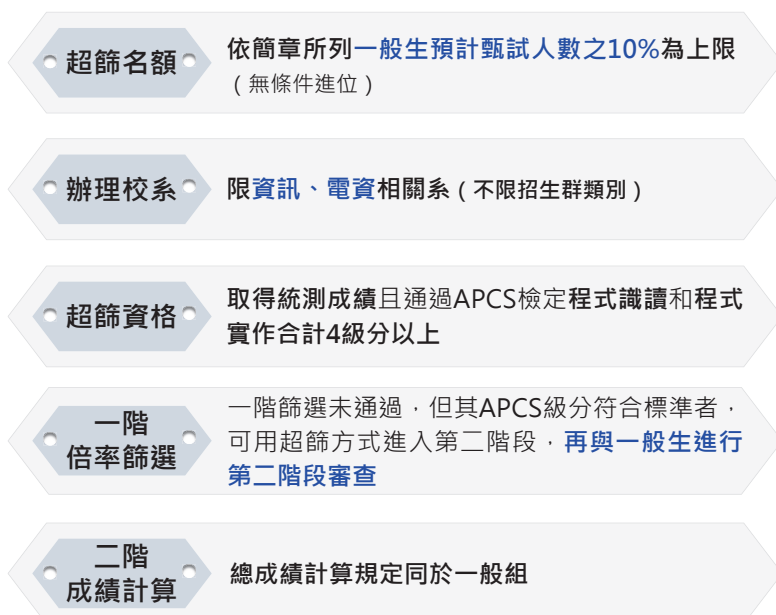 超篩名額
依簡章所列一般生預計甄試人數之10%為上限
（無條件進位）
辦理校系
限資訊、電資相關系（不限招生群類別）
超篩資格
取得統測成績且通過APCS檢定程式識讀和程式
實作合計4級分以上
一階
倍率篩選
一階篩選未通過，但其APCS級分符合標準者，
可用超篩方式進入第二階段，再與一般生進行
第二階段審查
二階
成績計算
總成績計算規定同於一般組